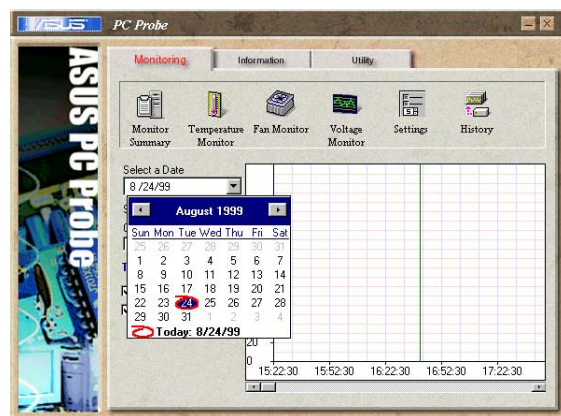 ASUS PC Probe
ASUS PC Probe
Monitoring Information Utility
Monitor Summary
Temperature Monitor
Fan Monitor
Voltage Monitor
Settings
History
Select a Date
8 /24/99
August 1999
Sun Mon Tue Wed Thu Fri Sat
25 26 27 28 29 30 31
1 2 3 4 5 6 7
8 9 10 11 12 13 14
15 16 17 18 19 20 21
22 23 24 25 26 27 28
29 30 31 1 2 3 4
Today: 8/24/99
20
0
15:22:30 15:52:30 16:22:30 16:52:30 17:22:30